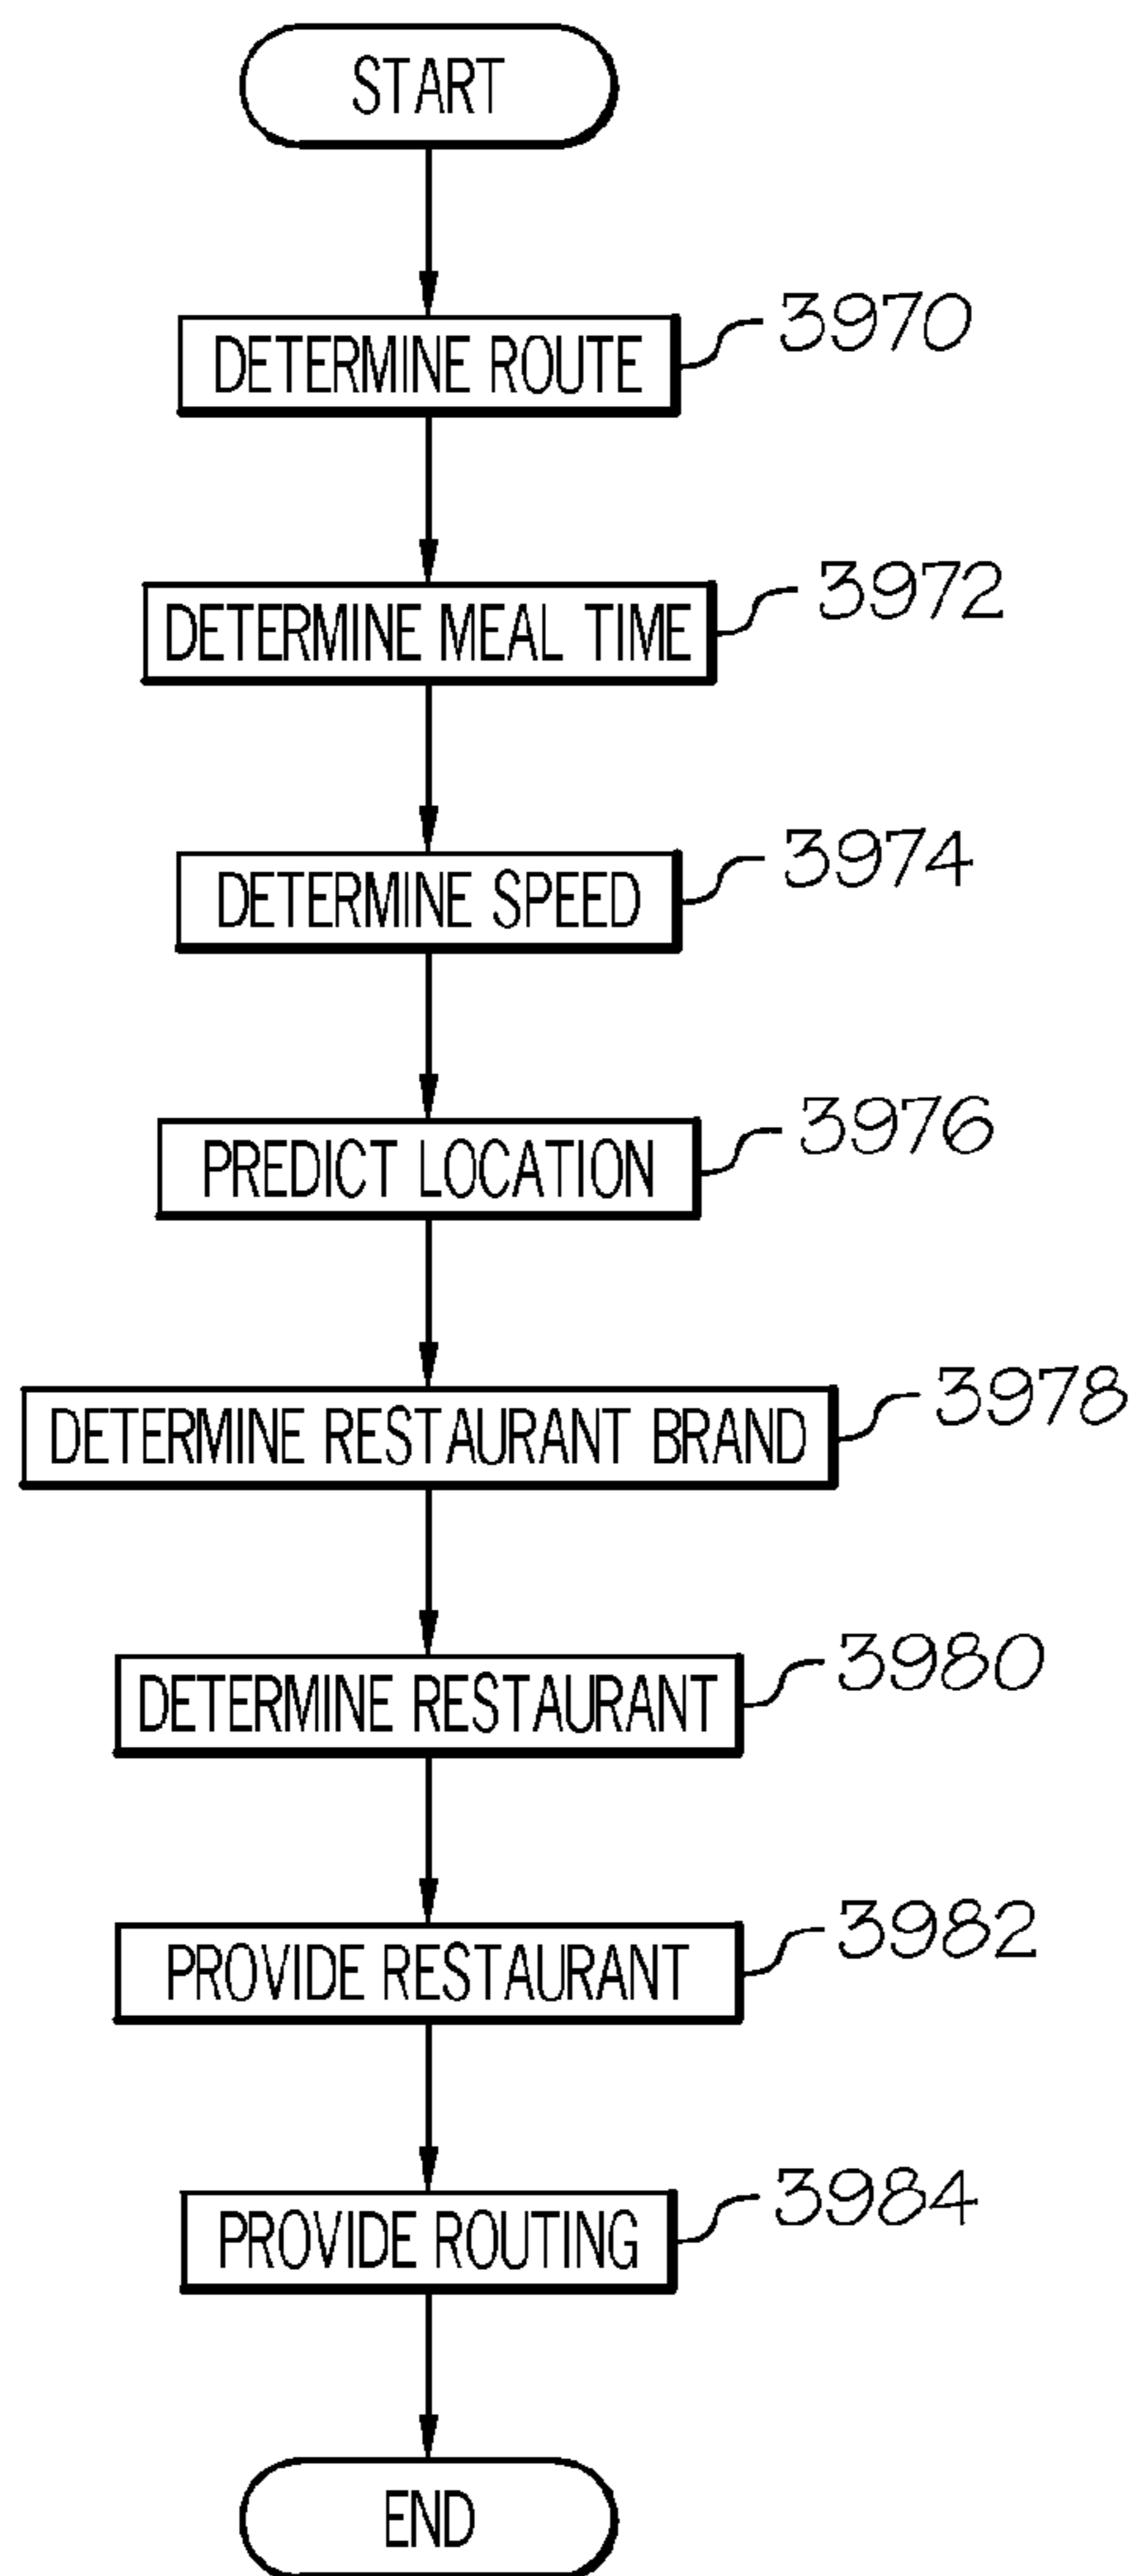 START
DETERMINE ROUTE
3970
DETERMINE MEAL TIME
3972
DETERMINE SPEED
3974
PREDICT LOCATION
3976
DETERMINE RESTAURANT BRAND
3978
DETERMINE RESTAURANT
3980
PROVIDE RESTAURANT
3982
PROVIDE ROUTING
3984
END